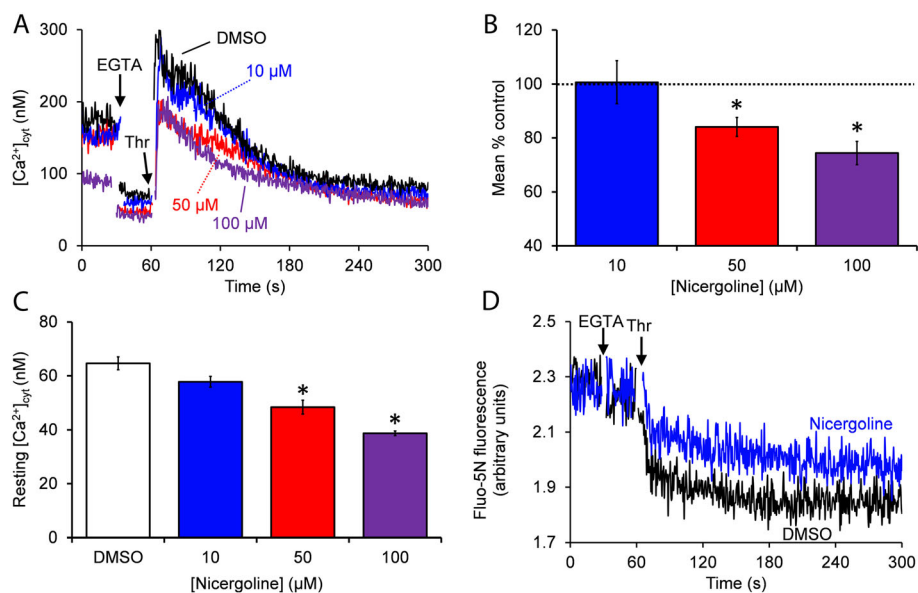 A
[Ca²⁺]cyt (nM)
300
200
100
0
EGTA
Thr
DMSO
10 µM
50 µM
100 µM
0 60 120 180 240 300
Time (s)
B
Mean % control
120
100
80
60
40
*
*
10 50 100
[Nicergoline] (µM)
C
Resting [Ca²⁺]cyt (nM)
80
60
40
20
0
*
*
DMSO 10 50 100
[Nicergoline] (µM)
D
Fluo-5N fluorescence
(arbitrary units)
2.5
2.3
2.1
1.9
1.7
EGTA Thr
Nicergoline
DMSO
0 60 120 180 240 300
Time (s)